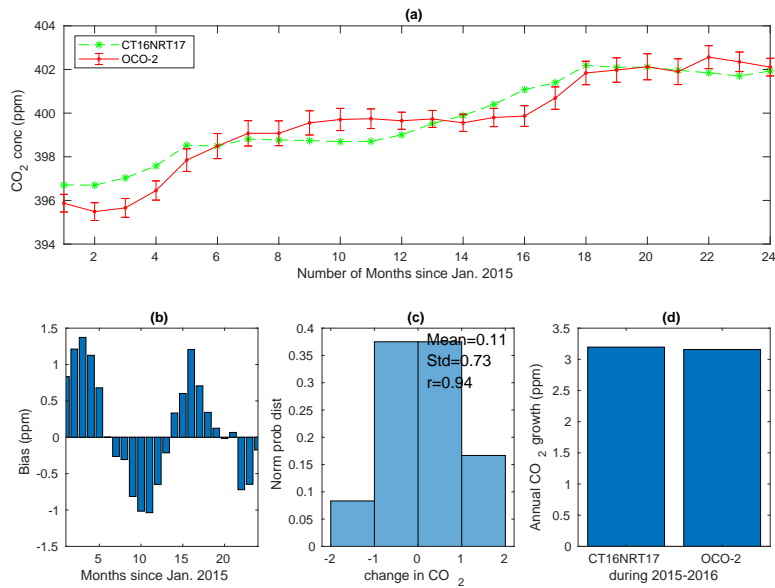 (a)
404
402
400
398
396
394
CO2 conc (ppm)
CT16NRT17
OCO-2
2 4 6 8 10 12 14 16 18 20 22 24
Number of Months since Jan. 2015
(b)
1.5
1
0.5
0
-0.5
-1
-1.5
Bias (ppm)
5 10 15 20
Months since Jan. 2015
(c)
0.4
0.35
0.3
0.25
0.2
0.15
0.1
0.05
0
Norm prob dist
Mean=0.11
Std=0.73
r=0.94
-2 -1 0 1 2
change in CO 2
(d)
3.5
3
2.5
2
1.5
1
0.5
0
Annual CO 2 growth (ppm)
CT16NRT17 OCO-2
during 2015-2016